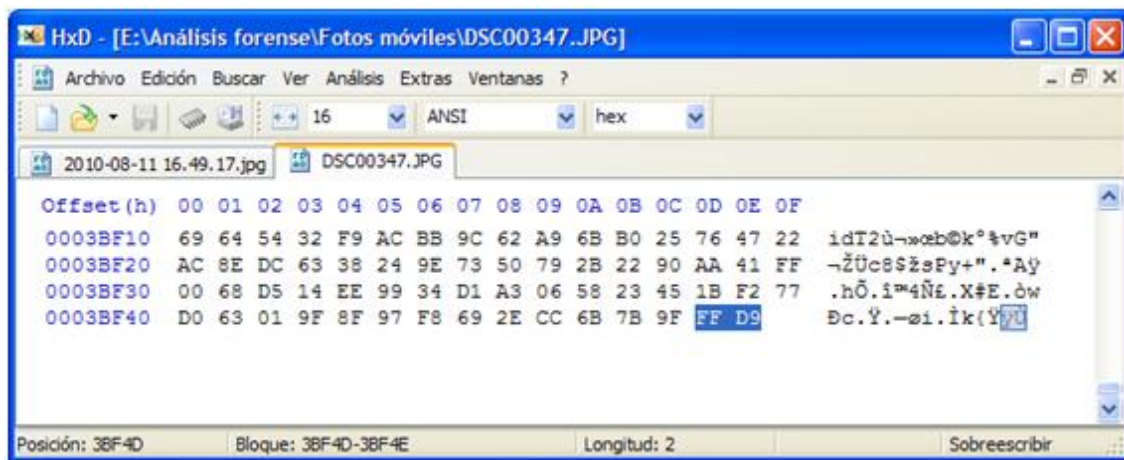 HxD - [E:\Análisis forense\Fotos móviles\DSC00347.JPG]
Archivo Edición Buscar Ver Análisis Extras Ventanas ?
16 ANSI hex
2010-08-11 16.49.17.jpg DSC00347.JPG
Offset(h) 00 01 02 03 04 05 06 07 08 09 0A 0B 0C 0D 0E 0F
0003BF10 69 64 54 32 F9 AC BB 9C 62 A9 6B B0 25 76 47 22 idT2ù¬»œb©k°%vG"
0003BF20 AC 8E DC 63 38 24 9E 73 50 79 2B 22 90 AA 41 FF ¬ŽÜc8$žsPy+".ªAÿ
0003BF30 00 68 D5 14 EE 99 34 D1 A3 06 58 23 45 1B F2 77 .hÕ.î™4Ñ£.X#E.òw
0003BF40 D0 63 01 9F 8F 97 F8 69 2E CC 6B 7B 9F FF D9 Ðc.Ÿ.—øi.Ìk{ŸÿÙ
Posición: 3BF4D Bloque: 3BF4D-3BF4E Longitud: 2 Sobreescribir